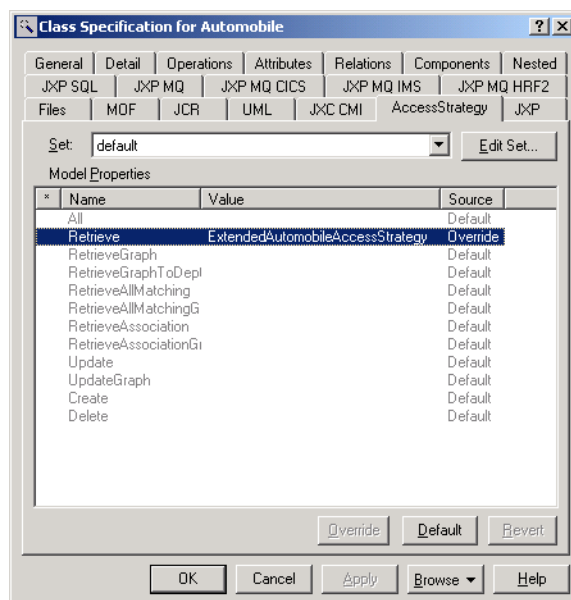 Class Specification for Automobile ? ×
General Detail Operations Attributes Relations Components Nested
JXP SQL JXP MQ JXP MQ CICS JXP MQ IMS JXP MQ HRF2
Files MOF JCR UML JXC CMI AccessStrategy JXP
Set: default Edit Set...
Model Properties
* Name Value Source
All Default
Retrieve ExtendedAutomobileAccessStrategy Override
RetrieveGraph Default
RetrieveGraphToDepl Default
RetrieveAllMatching Default
RetrieveAllMatchingG Default
RetrieveAssociation Default
RetrieveAssociationGr Default
Update Default
UpdateGraph Default
Create Default
Delete Default
Override Default Revert
OK Cancel Apply Browse Help